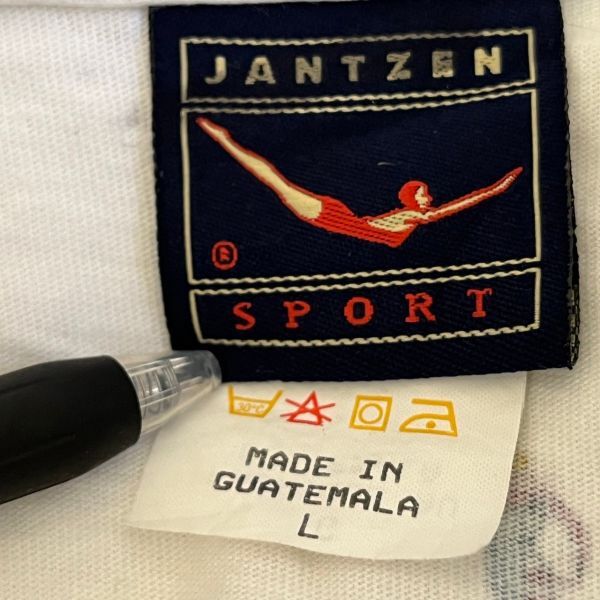 JANTZEN
®
SPORT
30°C
MADE IN
GUATEMALA
L